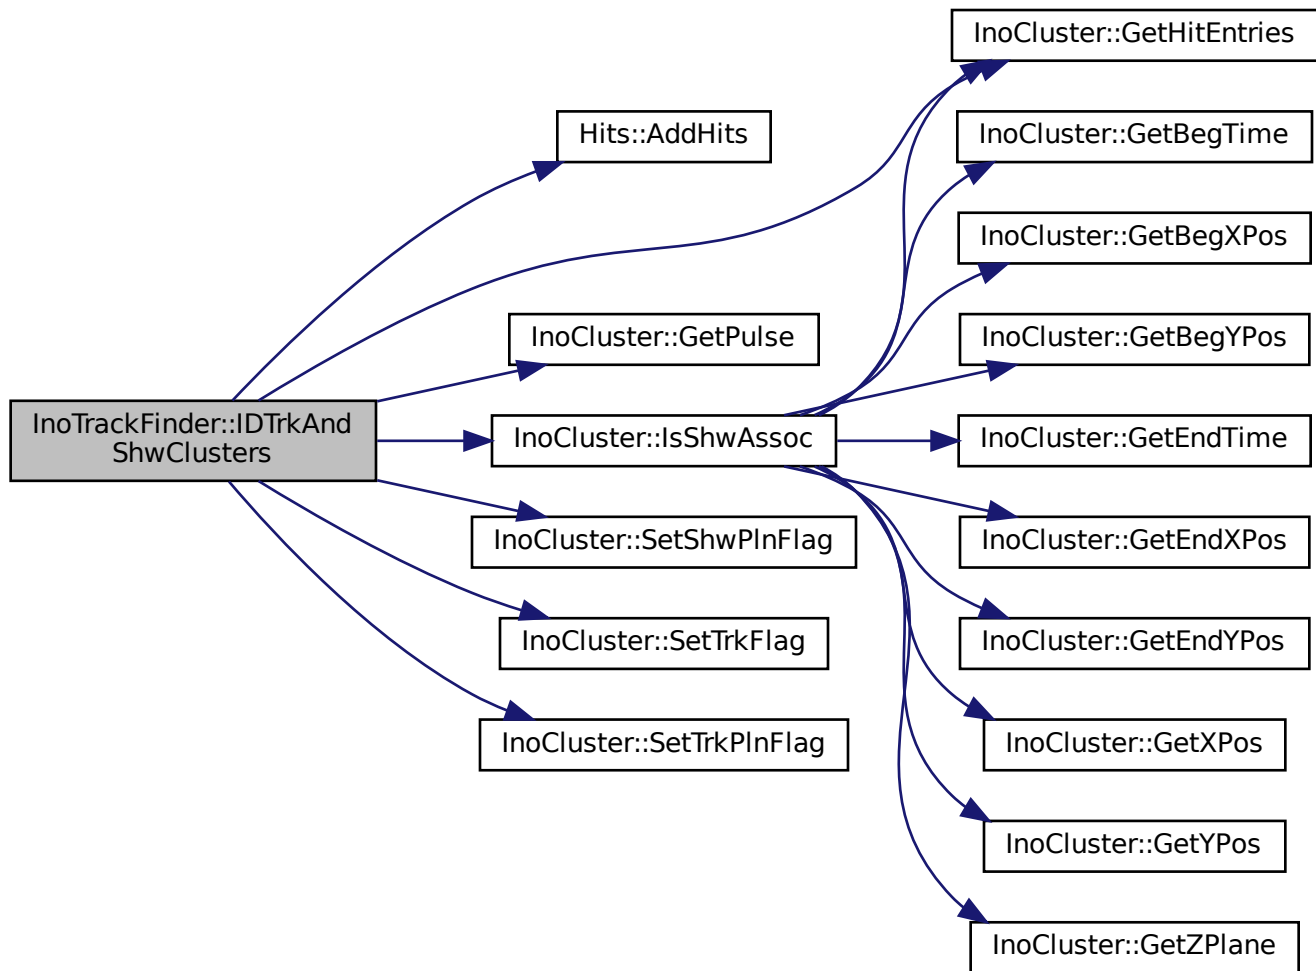 InoCluster::GetHitEntries
Hits::AddHits
InoCluster::GetBegTime
InoCluster::GetBegXPos
InoCluster::GetPulse
InoCluster::GetBegYPos
InoTrackFinder::IDTrkAnd
ShwClusters
InoCluster::IsShwAssoc
InoCluster::GetEndTime
InoCluster::SetShwPlnFlag
InoCluster::GetEndXPos
InoCluster::SetTrkFlag
InoCluster::GetEndYPos
InoCluster::SetTrkPlnFlag
InoCluster::GetXPos
InoCluster::GetYPos
InoCluster::GetZPlane